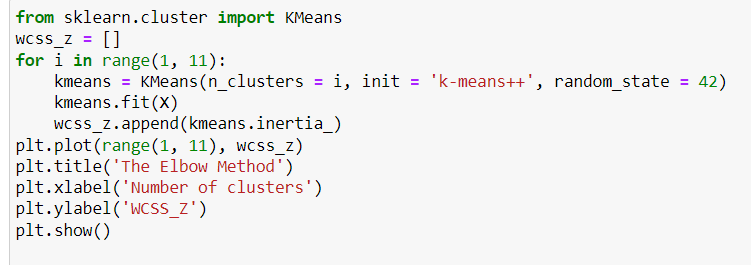 from sklearn.cluster import KMeans
wcss_z = []
for i in range(1, 11):
    kmeans = KMeans(n_clusters = i, init = 'k-means++', random_state = 42)
    kmeans.fit(X)
    wcss_z.append(kmeans.inertia_)
plt.plot(range(1, 11), wcss_z)
plt.title('The Elbow Method')
plt.xlabel('Number of clusters')
plt.ylabel('WCSS_Z')
plt.show()